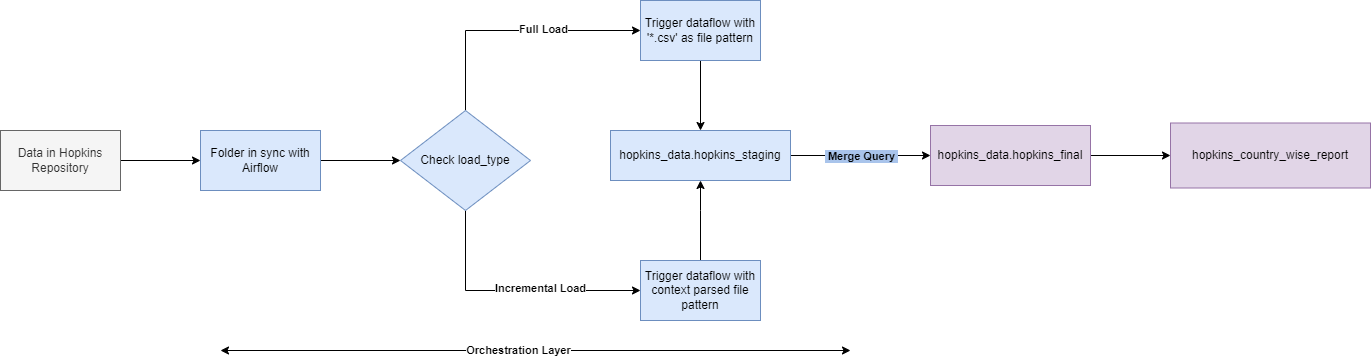 Full Load
Trigger dataflow with
'*.csv' as file pattern
Data in Hopkins
Repository
Folder in sync with
Airflow
Check load_type
hopkins_data.hopkins_staging
Merge Query
hopkins_data.hopkins_final
hopkins_country_wise_report
Incremental Load
Trigger dataflow with
context parsed file
pattern
Orchestration Layer